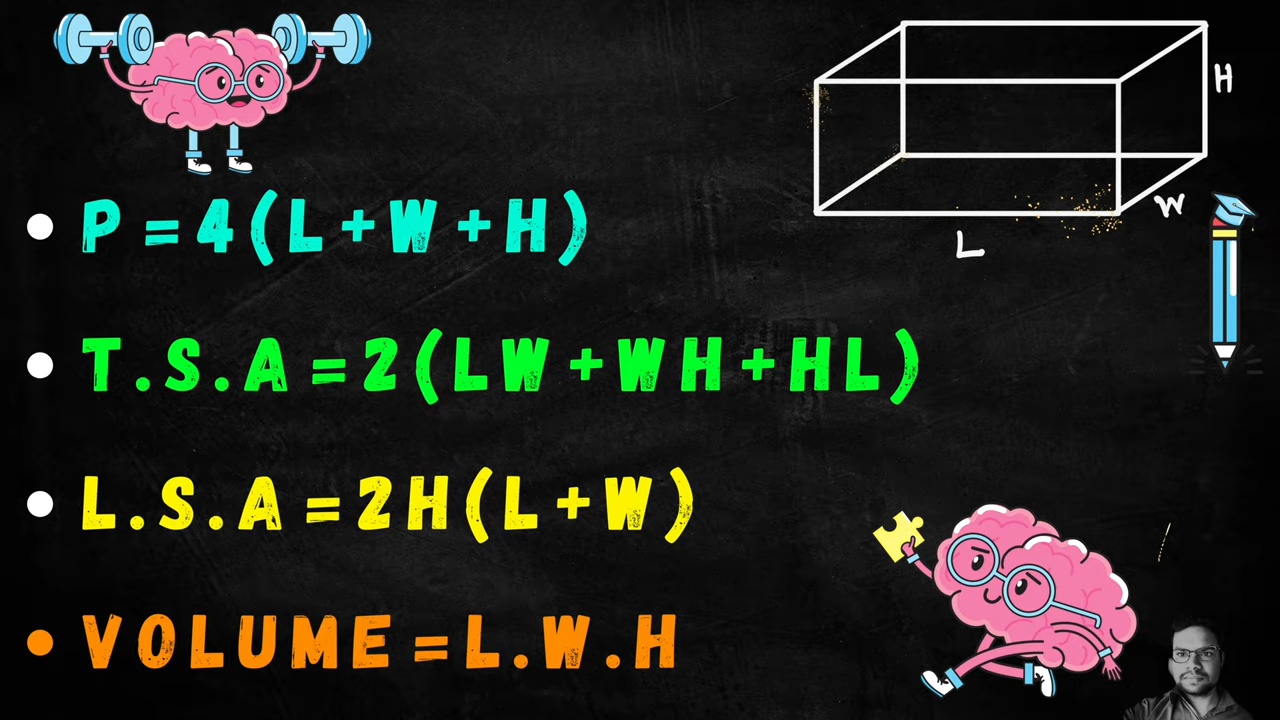 H
W
L
• P = 4(L + W + H)
• T.S.A = 2(LW + WH + HL)
• L.S.A = 2H(L + W)
• VOLUME = L.W.H